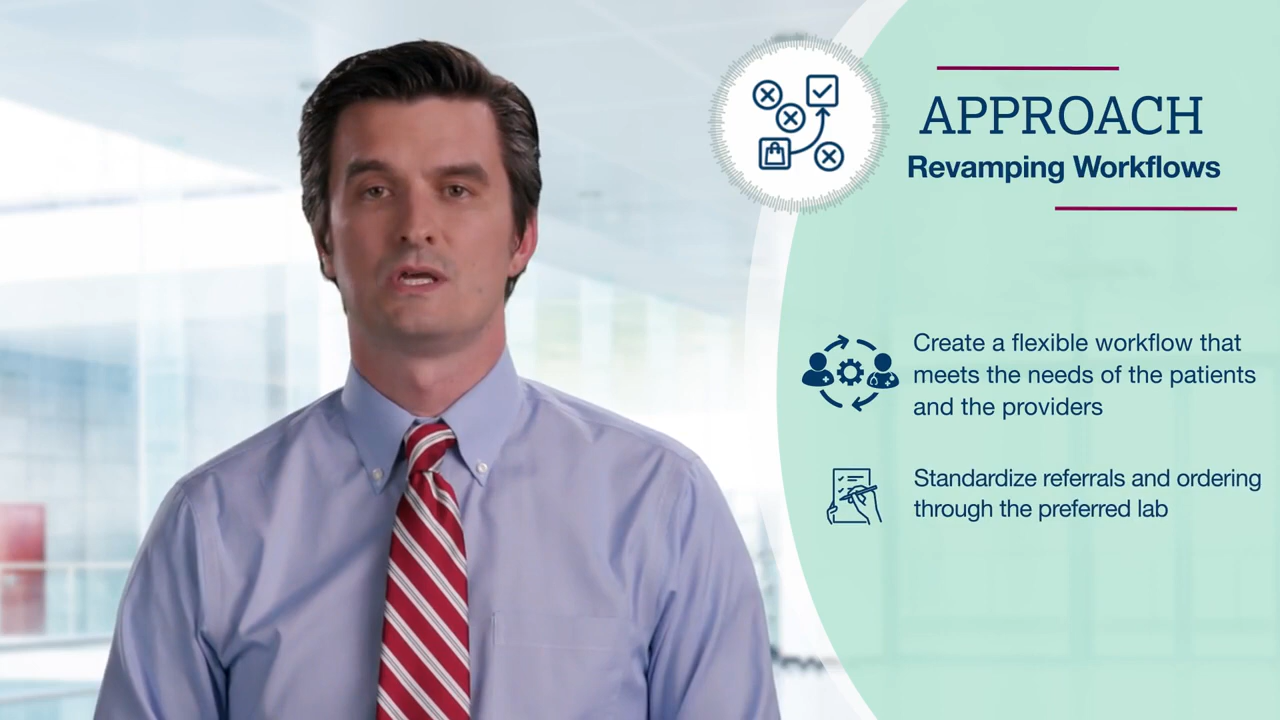 APPROACH
Revamping Workflows
Create a flexible workflow that
meets the needs of the patients
and the providers
Standardize referrals and ordering
through the preferred lab